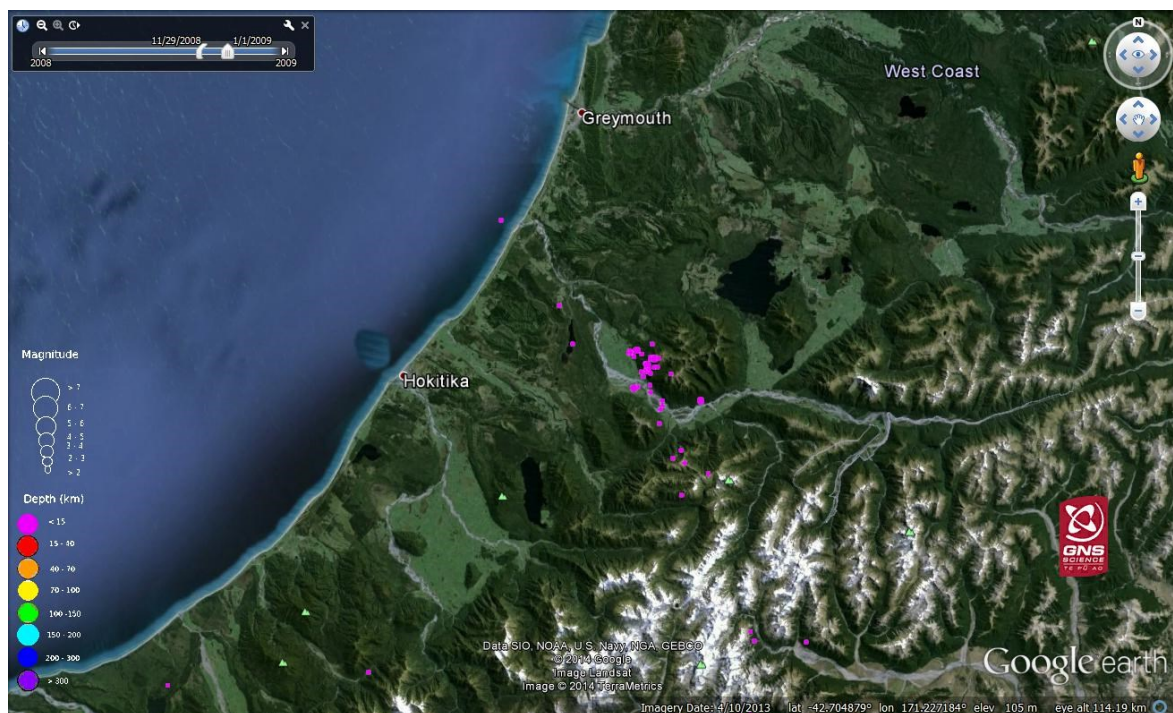 11/29/2008
1/1/2009
2008
2009
N
West Coast
Greymouth
Hokitika
Magnitude
> 7
6 - 7
5 - 6
4 - 5
3 - 4
2 - 3
> 2
Depth (km)
< 15
15 - 40
40 - 70
70 - 100
100 -150
150 - 200
200 - 300
> 300
GNS
SCIENCE
TE PŪ AO
Data SIO, NOAA, U.S. Navy, NGA, GEBCO
© 2014 Google
Image Landsat
Image © 2014 TerraMetrics
Google earth
Imagery Date: 4/10/2013 lat -42.704879° lon 171.227184° elev 105 m eye alt 114.19 km